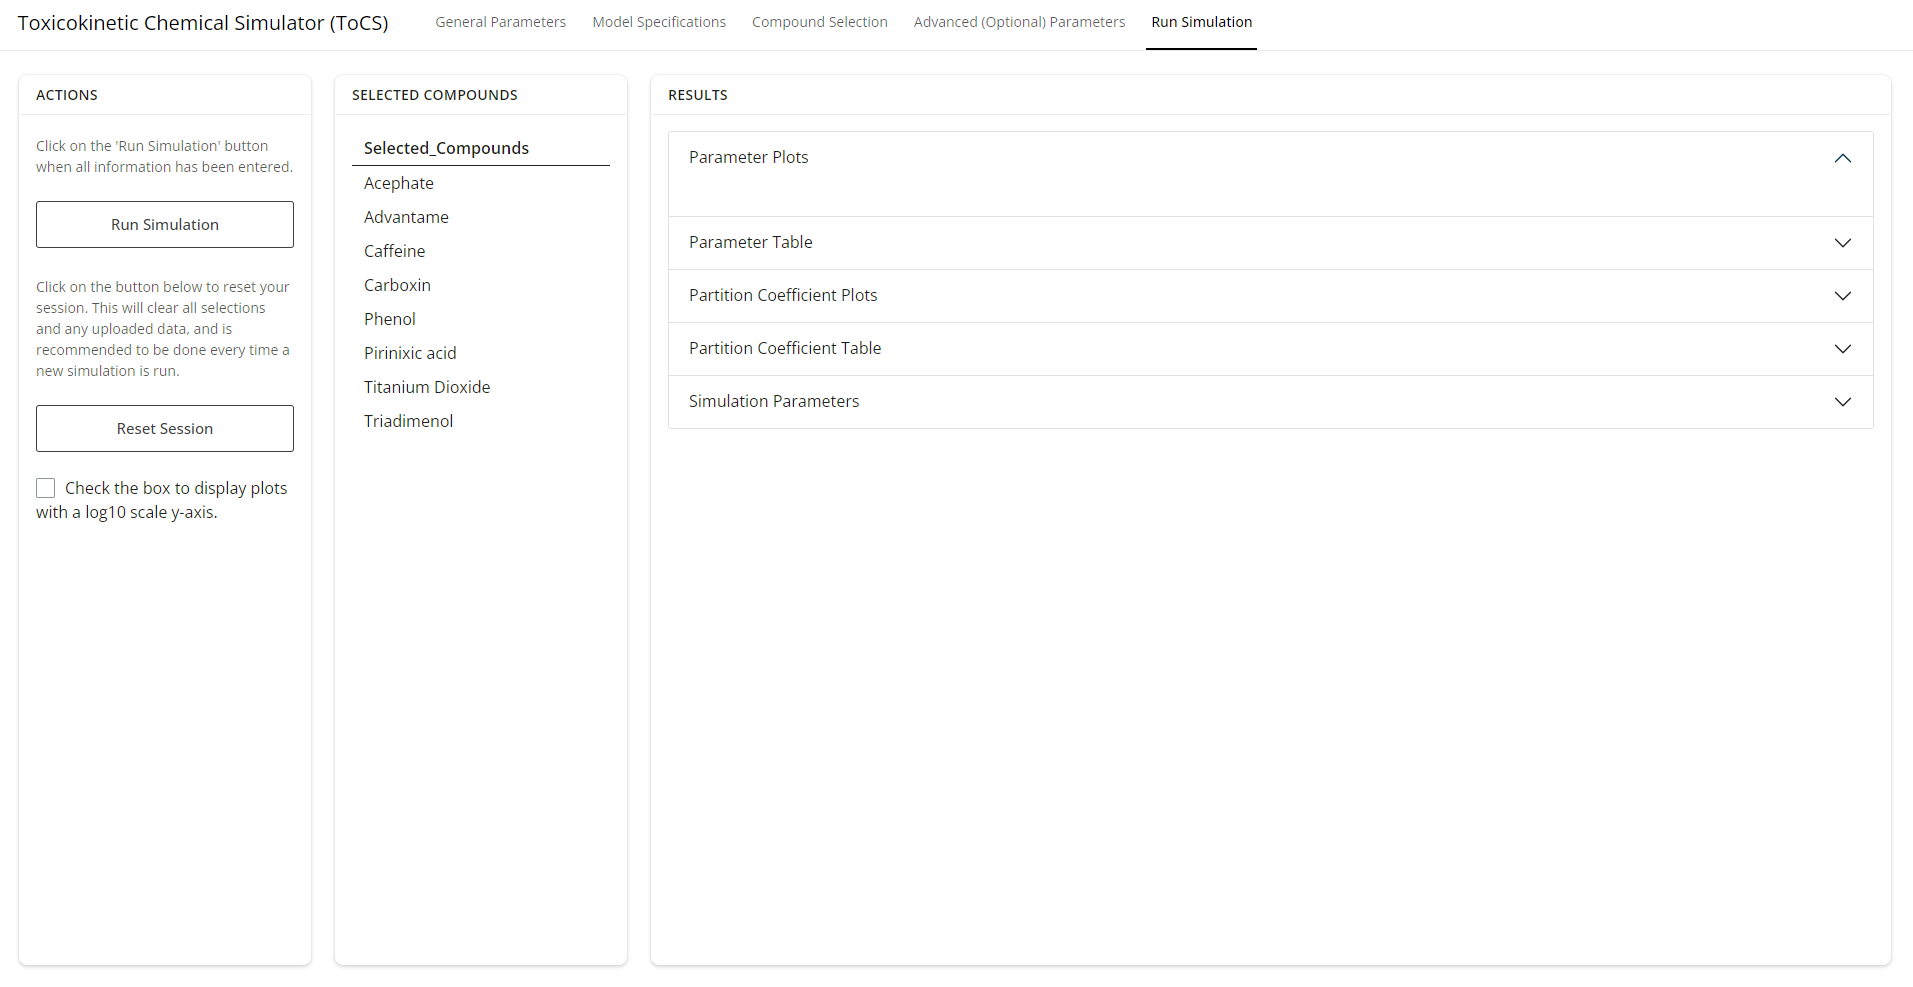 Toxicokinetic Chemical Simulator (ToCS)
General Parameters
Model Specifications
Compound Selection
Advanced (Optional) Parameters
Run Simulation
ACTIONS
Click on the 'Run Simulation' button
when all information has been entered.
Run Simulation
Click on the button below to reset your
session. This will clear all selections
and any uploaded data, and is
recommended to be done every time a
new simulation is run.
Reset Session
Check the box to display plots
with a log10 scale y-axis.
SELECTED COMPOUNDS
Selected_Compounds
Acephate
Advantame
Caffeine
Carboxin
Phenol
Pirinixic acid
Titanium Dioxide
Triadimenol
RESULTS
Parameter Plots
Parameter Table
Partition Coefficient Plots
Partition Coefficient Table
Simulation Parameters